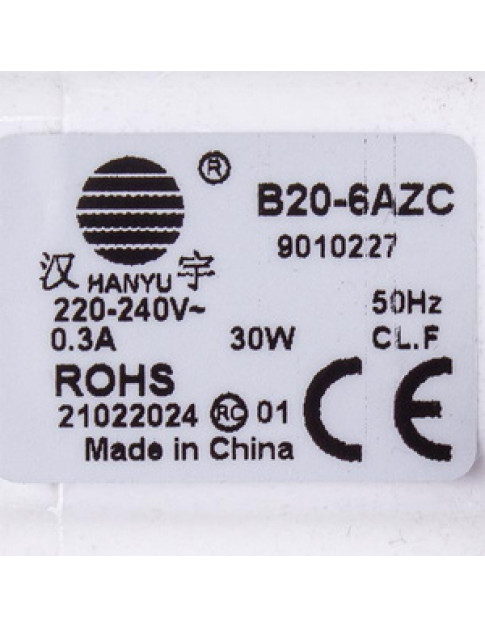 ®
B20-6AZC
9010227
汉 HANYU 宇
220-240V~ 50Hz
0.3A 30W CL.F
ROHS
21022024 RC 01
Made in China
CE